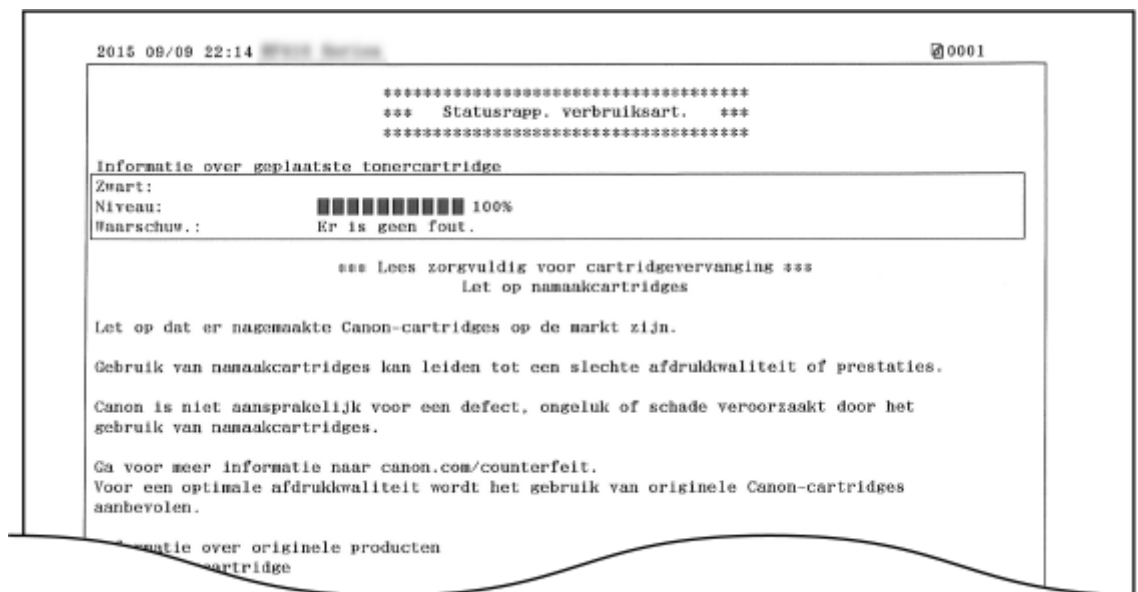 2015 09/09 22:14
0001
*************************************
*** Statusrapp. verbruiksart. ***
*************************************
Informatie over geplaatste tonercartridge
Zwart:
Niveau: 100%
Waarschuw.: Er is geen fout.
*** Lees zorgvuldig voor cartridgevervanging ***
Let op namaakcartridges
Let op dat er nagemaakte Canon-cartridges op de markt zijn.
Gebruik van namaakcartridges kan leiden tot een slechte afdrukkwaliteit of prestaties.
Canon is niet aansprakelijk voor een defect, ongeluk of schade veroorzaakt door het
gebruik van namaakcartridges.
Ga voor meer informatie naar canon.com/counterfeit.
Voor een optimale afdrukkwaliteit wordt het gebruik van originele Canon-cartridges
aanbevolen.
over originele producten